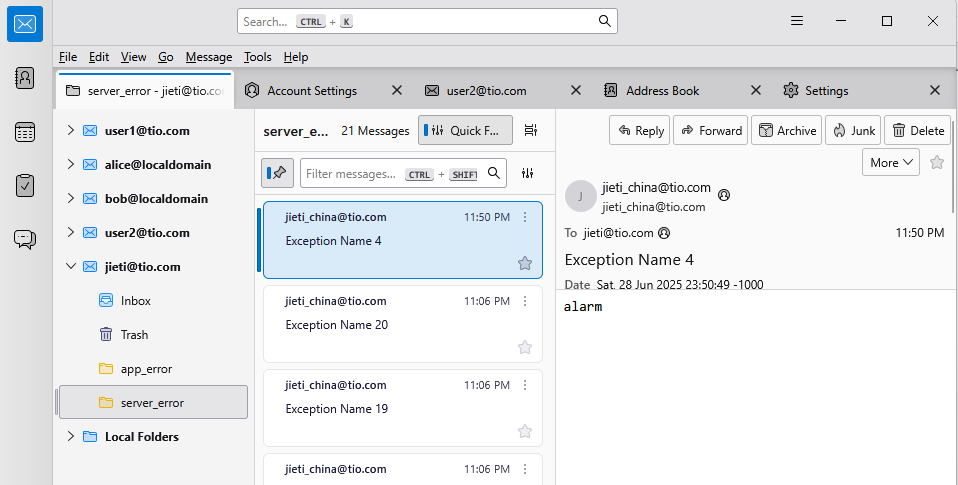 Search... CTRL + K
File Edit View Go Message Tools Help
server_error - jieti@tio.co
Account Settings
user2@tio.com
Address Book
Settings
user1@tio.com
alice@localdomain
bob@localdomain
user2@tio.com
jieti@tio.com
Inbox
Trash
app_error
server_error
Local Folders
server_e... 21 Messages Quick F...
Filter messages... CTRL + SHIFT
jieti_china@tio.com 11:50 PM
Exception Name 4
jieti_china@tio.com 11:06 PM
Exception Name 20
jieti_china@tio.com 11:06 PM
Exception Name 19
jieti_china@tio.com 11:06 PM
Reply Forward Archive Junk Delete
More
J
jieti_china@tio.com
jieti_china@tio.com
To jieti@tio.com 11:50 PM
Exception Name 4
Date Sat, 28 Jun 2025 23:50:49 -1000
alarm